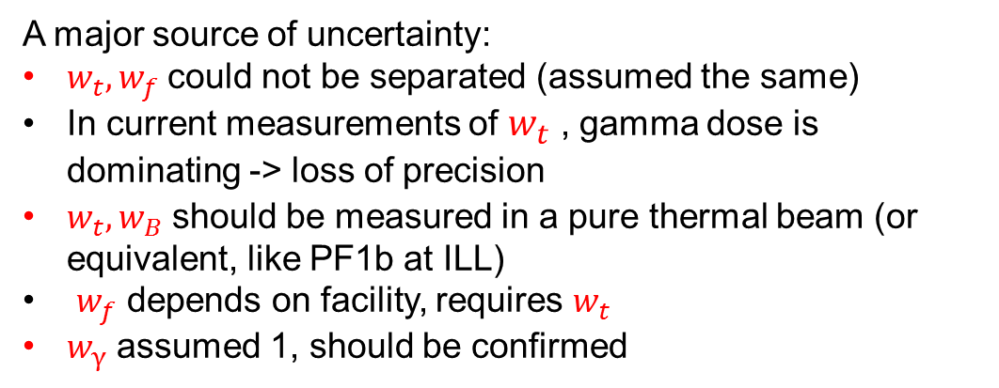 A major source of uncertainty:
• w_t, w_f could not be separated (assumed the same)
• In current measurements of w_t , gamma dose is
dominating -> loss of precision
• w_t, w_B should be measured in a pure thermal beam (or
equivalent, like PF1b at ILL)
• w_f depends on facility, requires w_t
• w_γ assumed 1, should be confirmed